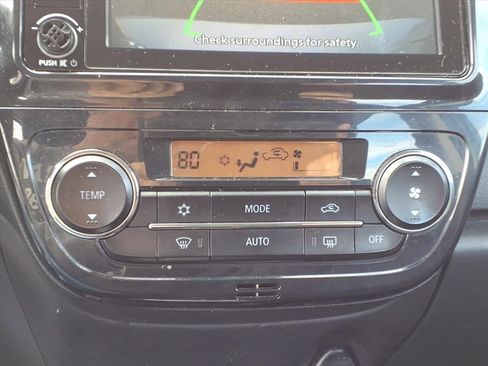 Check surroundings for safety.
PUSH
80
TEMP
MODE
AUTO
OFF